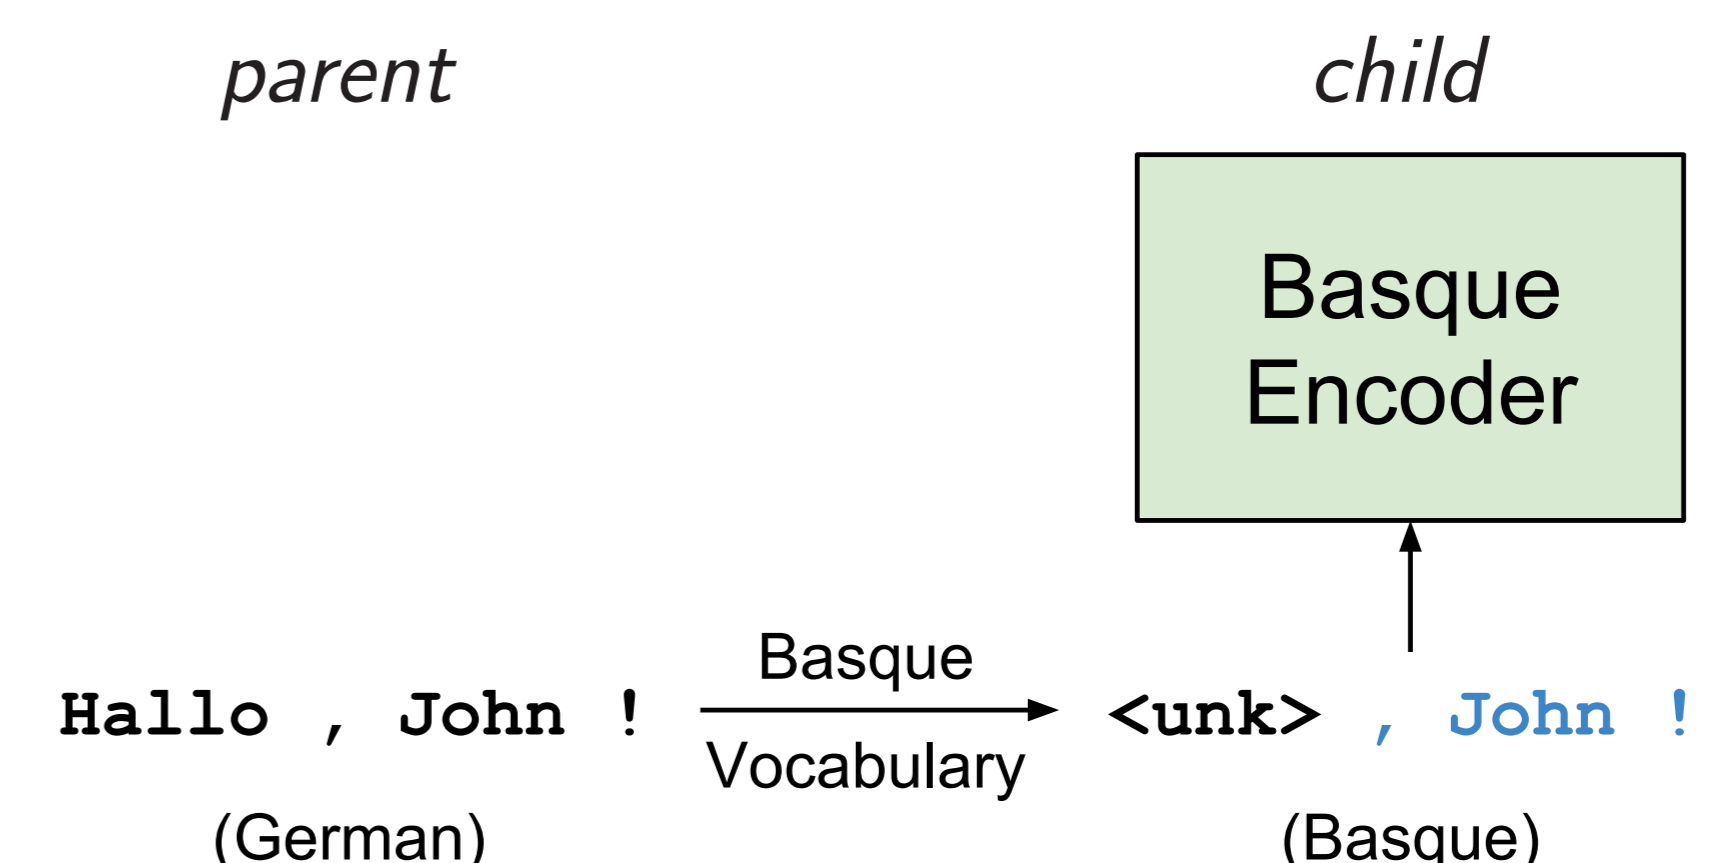 parent
child
Basque
Encoder
Basque
Hallo , John !
<unk> , John !
Vocabulary
(German)
(Basque)